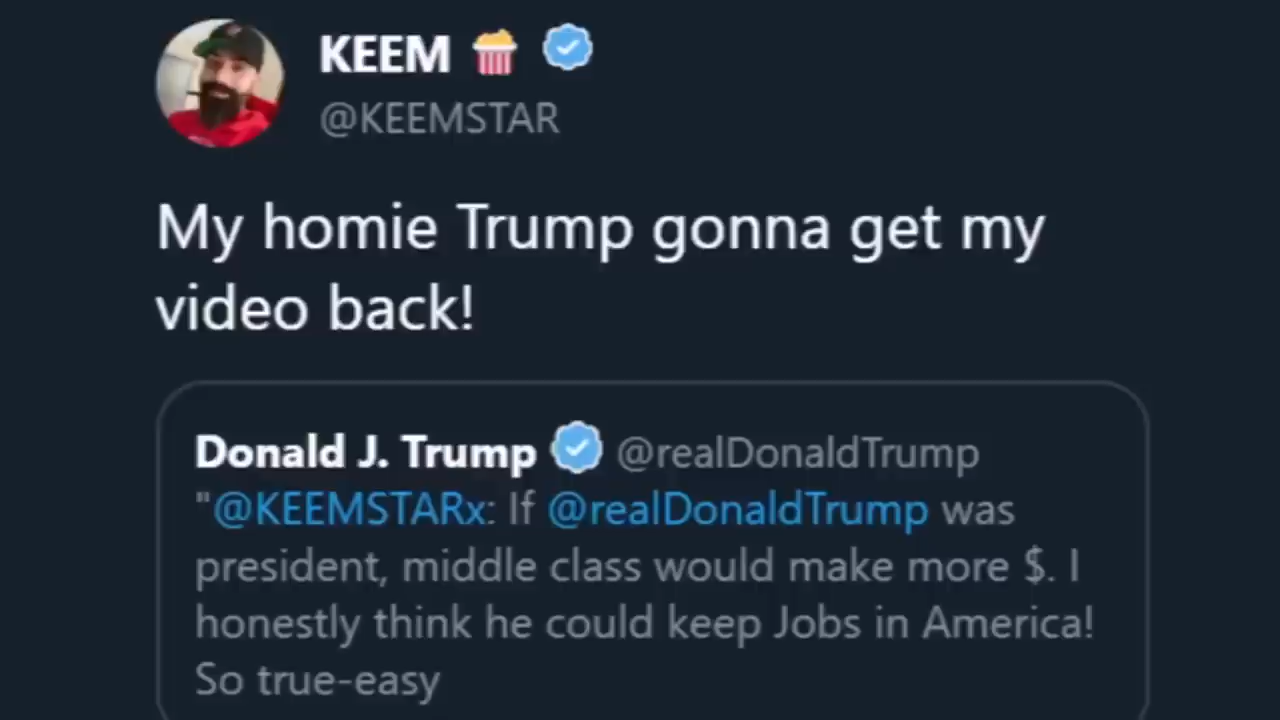 KEEM 🍿
@KEEMSTAR
My homie Trump gonna get my
video back!
Donald J. Trump @realDonaldTrump
"@KEEMSTARx: If @realDonaldTrump was
president, middle class would make more $. I
honestly think he could keep Jobs in America!
So true-easy